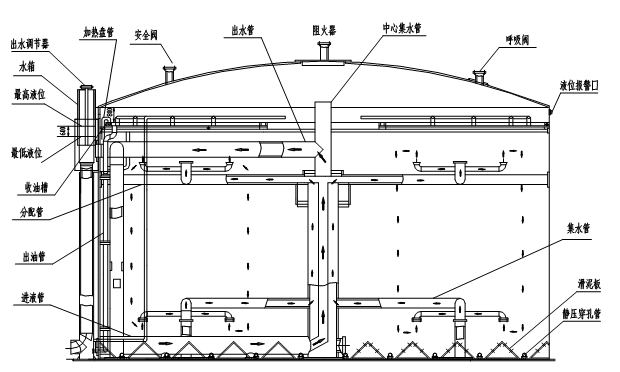 加热盘管
安全阀
出水管
阻火器
中心集水管
呼吸阀
出水调节器
水箱
最高液位
液位报警口
最低液位
收油槽
分配管
集水管
出油管
滑泥板
进液管
静压穿孔管